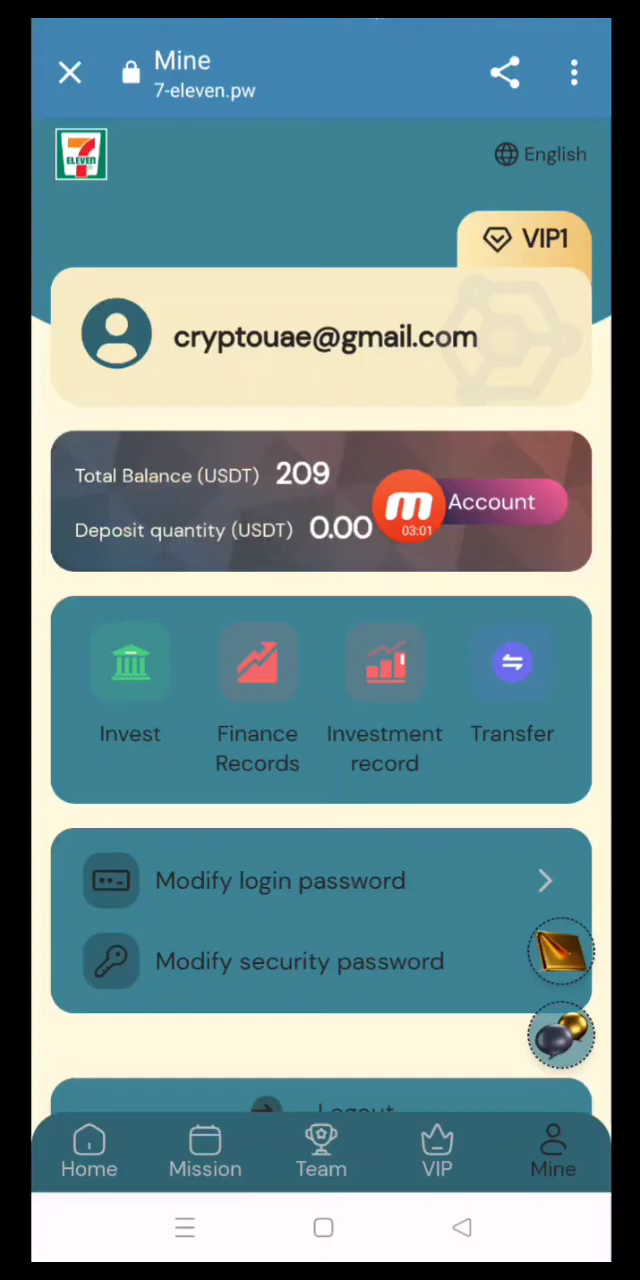 Mine
7-eleven.pw
7
ELEVEN
English
VIP1
cryptouae@gmail.com
Total Balance (USDT) 209
Account
03:01
Deposit quantity (USDT) 0.00
Invest
Finance
Records
Investment
record
Transfer
Modify login password
Modify security password
Logout
Home
Mission
Team
VIP
Mine